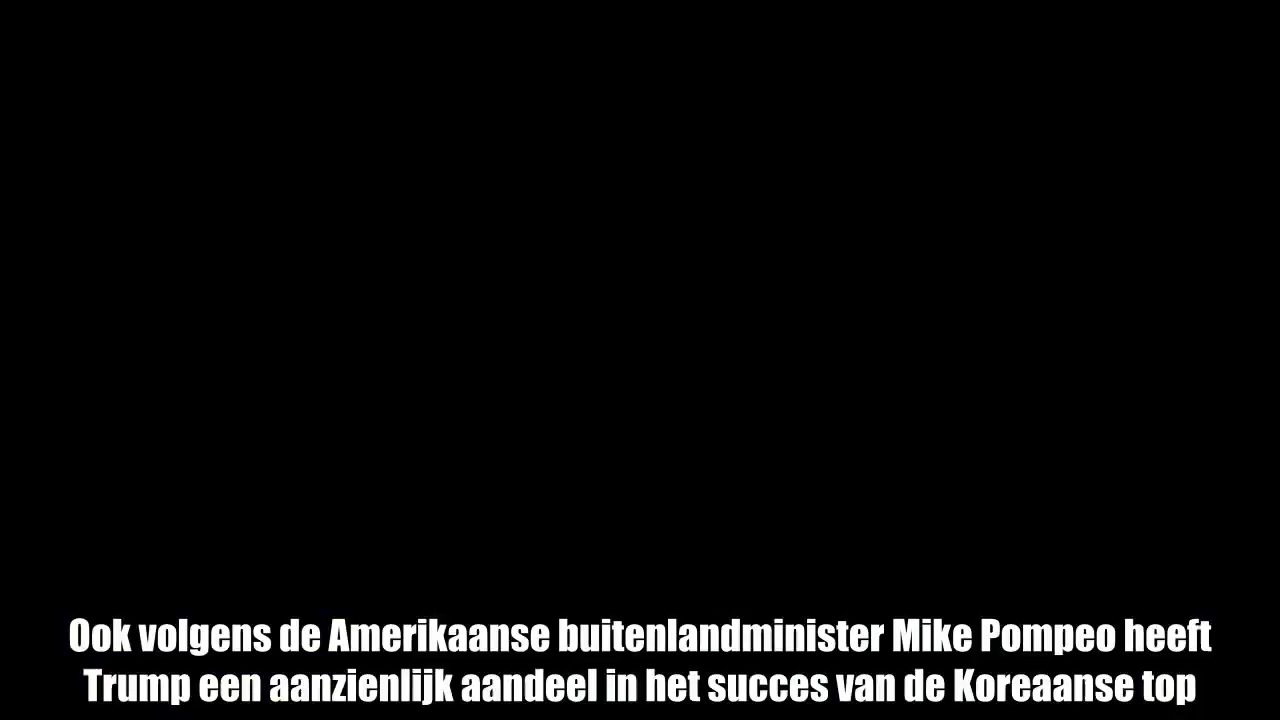 Ook volgens de Amerikaanse buitenlandminister Mike Pompeo heeft
Trump een aanzienlijk aandeel in het succes van de Koreaanse top